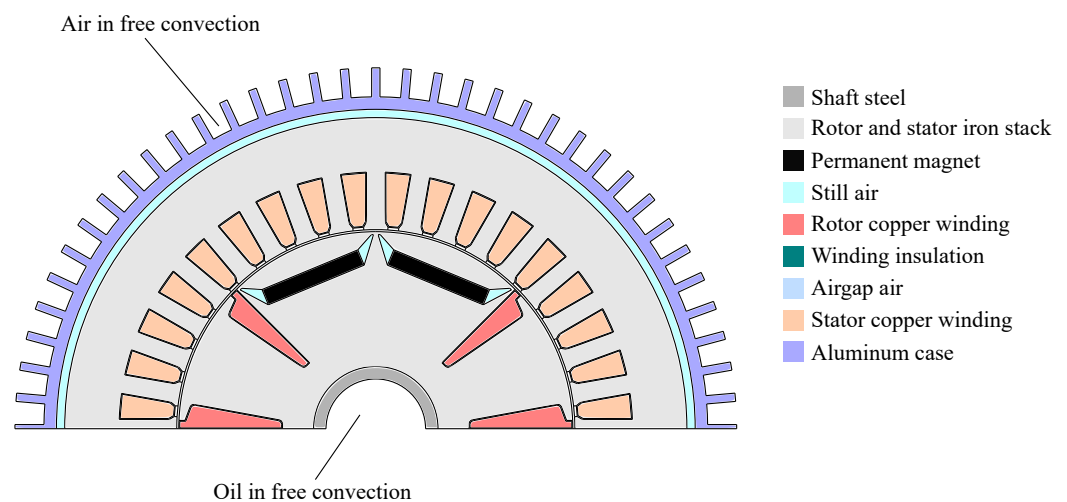 Air in free convection
Shaft steel
Rotor and stator iron stack
Permanent magnet
Still air
Rotor copper winding
Winding insulation
Airgap air
Stator copper winding
Aluminum case
Oil in free convection